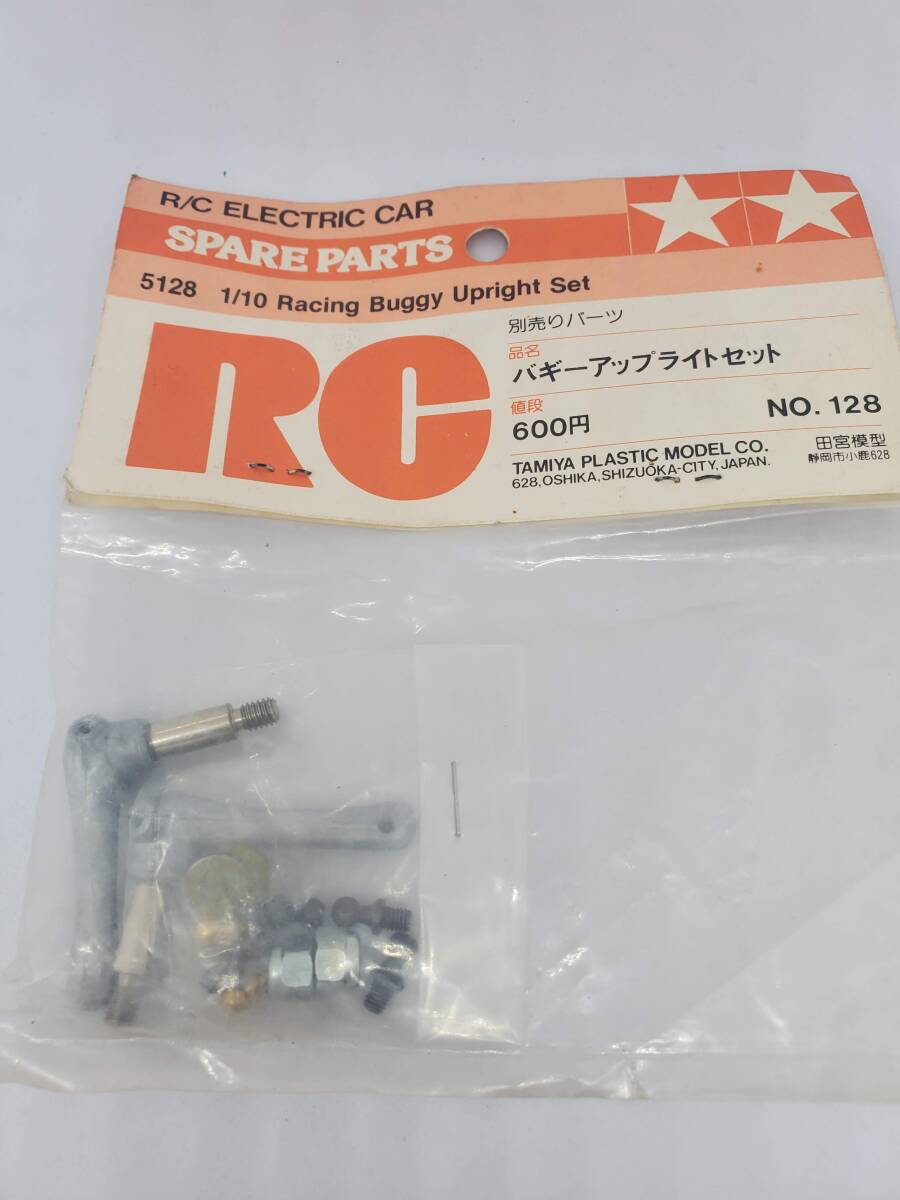 R/C ELECTRIC CAR
SPARE PARTS
5128 1/10 Racing Buggy Upright Set
RC
別売りパーツ
品名
バギーアップライトセット
値段
600円
NO. 128
TAMIYA PLASTIC MODEL CO.
628, OSHIKA, SHIZUOKA-CITY, JAPAN.
田宮模型
静岡市小鹿628